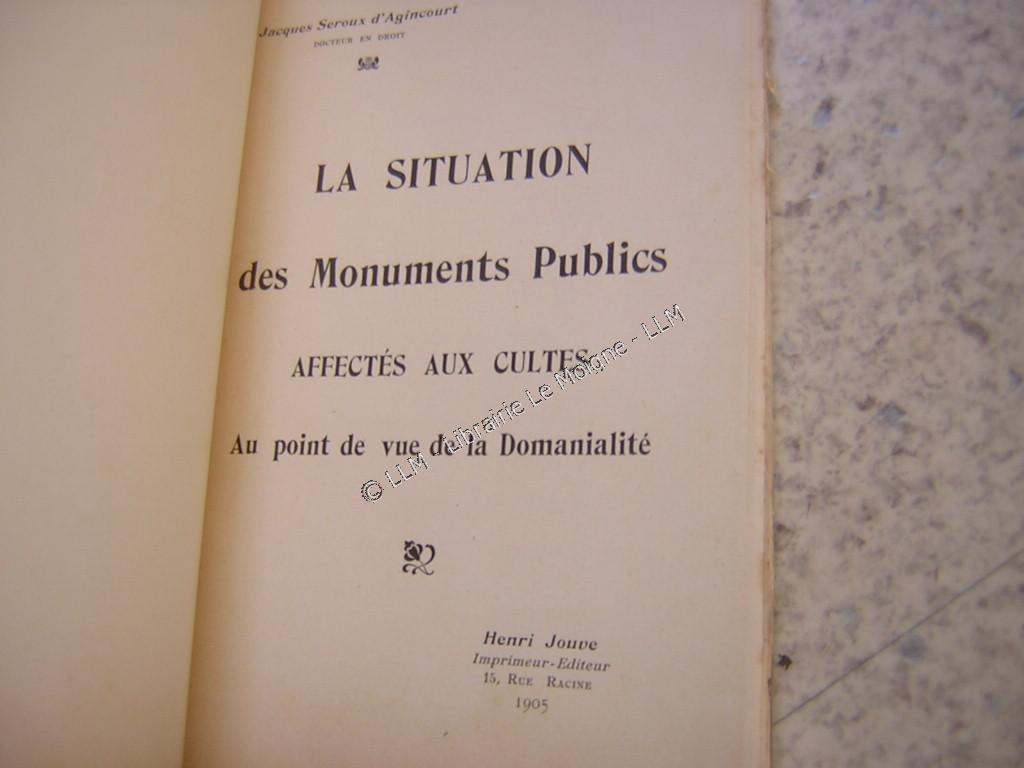 Jacques Seroux d'Agincourt
DOCTEUR EN DROIT
LA SITUATION
des Monuments Publics
AFFECTÉS AUX CULTES
Au point de vue de la Domanialité
© LLM - Librairie Le Moigne - LLM
Henri Jouve
Imprimeur-Editeur
15, RUE RACINE
1905